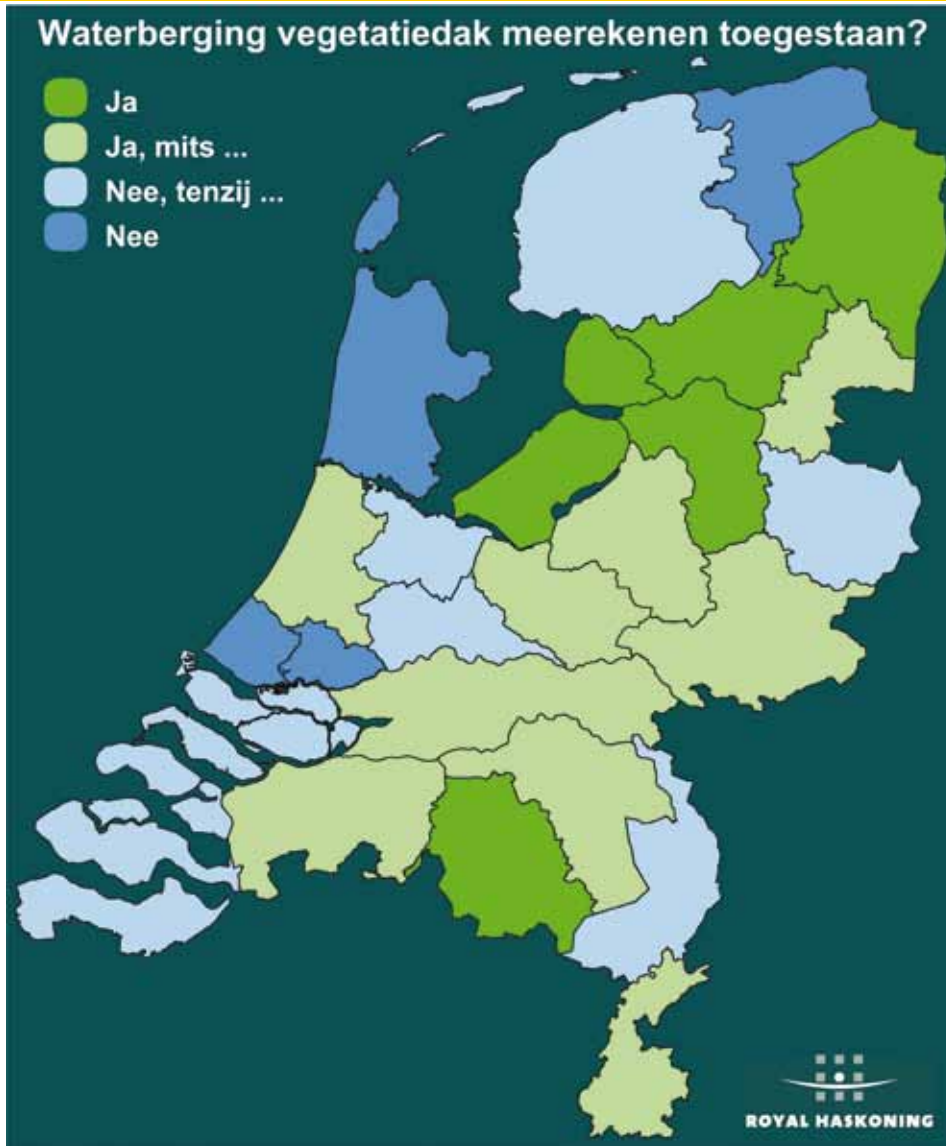 Waterberging vegetatiedak meerekenen toegestaan?
Ja
Ja, mits ...
Nee, tenzij ...
Nee
ROYAL HASKONING